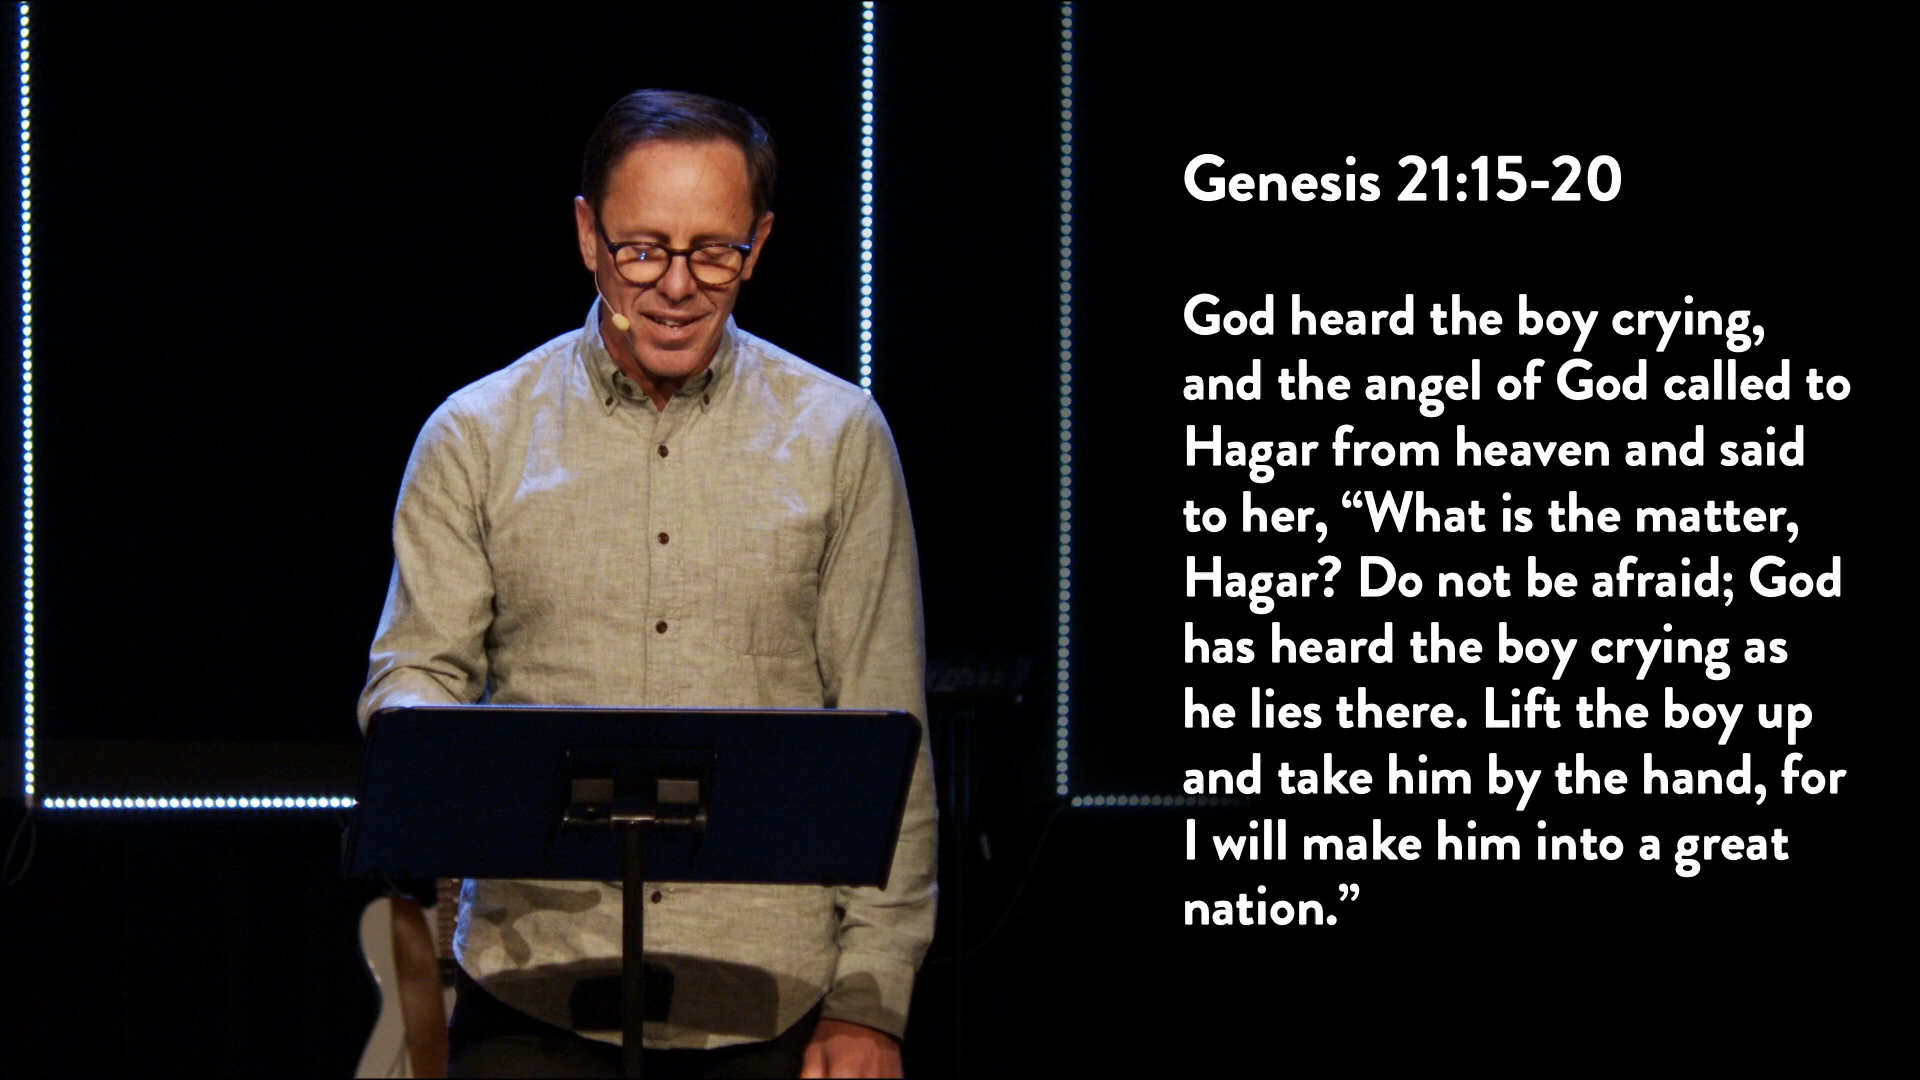 Genesis 21:15-20
God heard the boy crying,
and the angel of God called to
Hagar from heaven and said
to her, “What is the matter,
Hagar? Do not be afraid; God
has heard the boy crying as
he lies there. Lift the boy up
and take him by the hand, for
I will make him into a great
nation.”